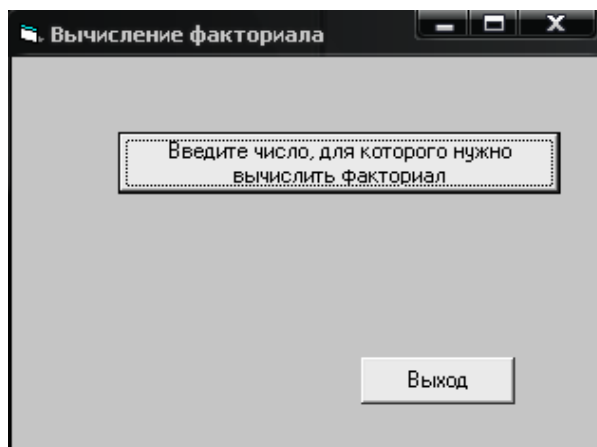 Вычисление факториала
Введите число, для которого нужно
вычислить факториал
Выход